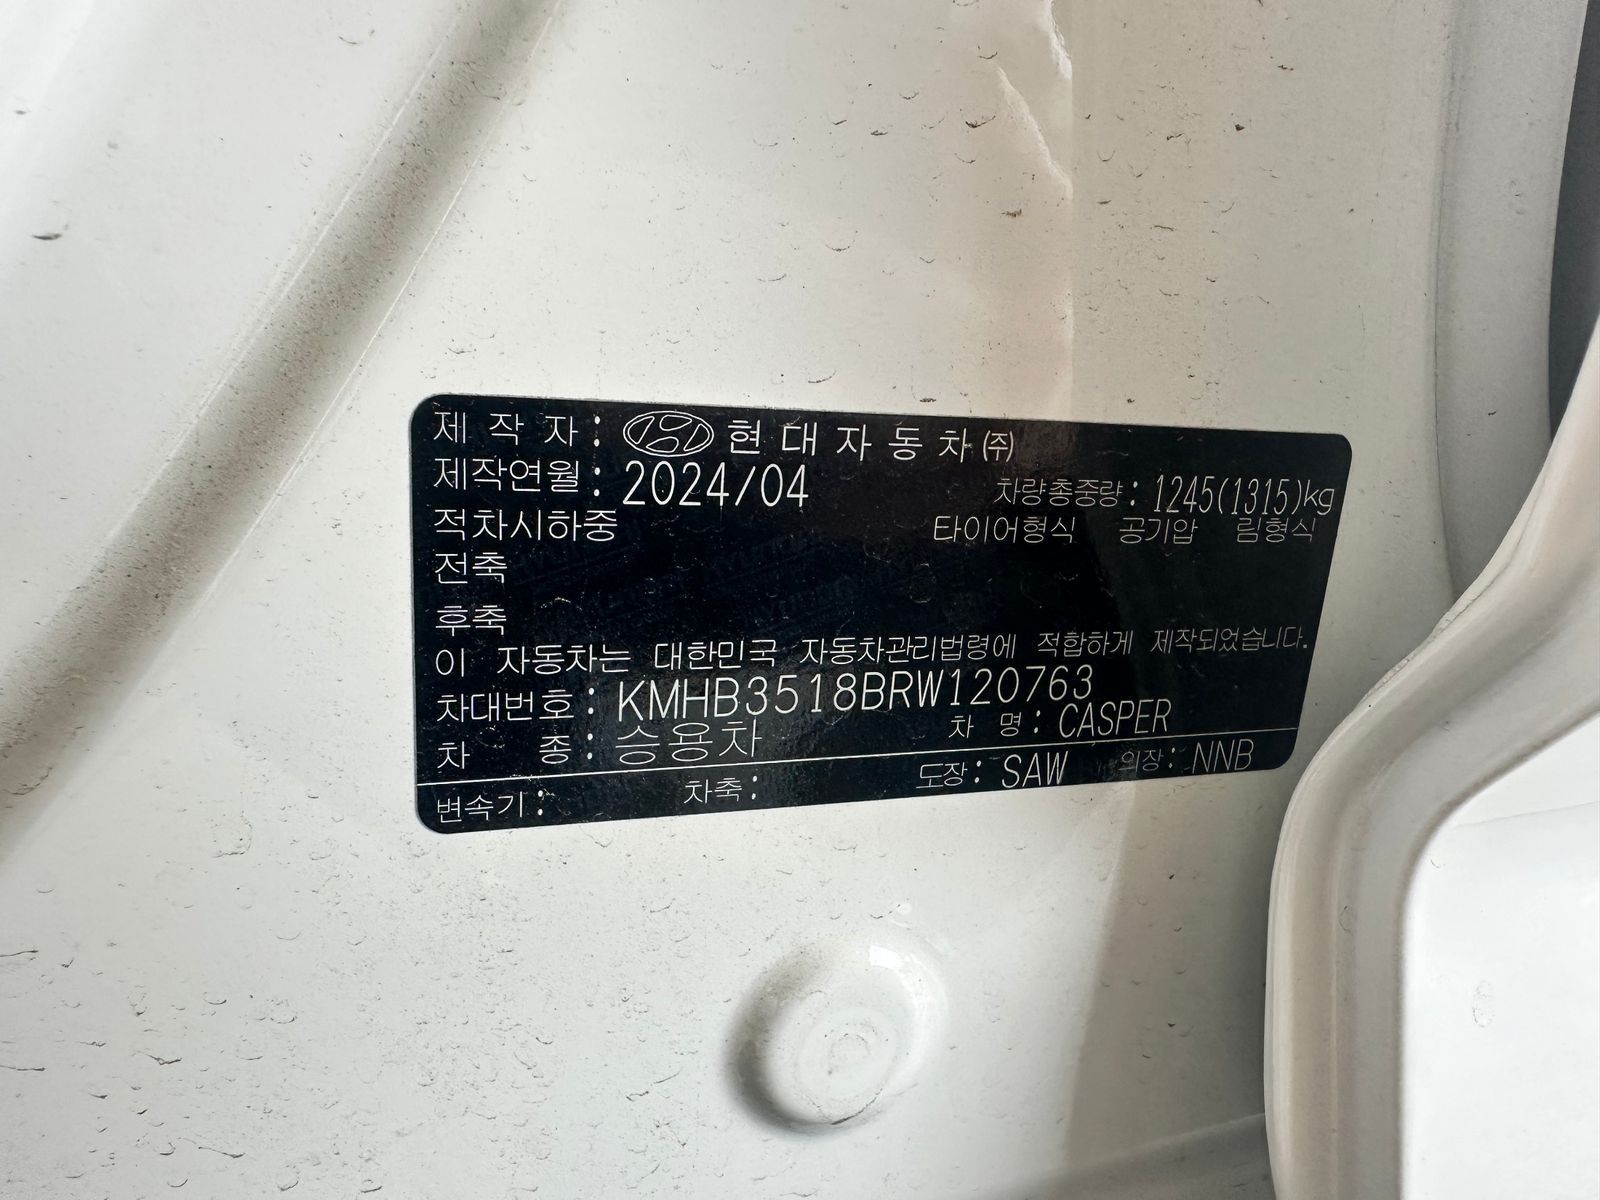 제 작 자 : 현 대 자 동 차 ㈜
제작연월 : 2024/04 차량총중량 : 1245(1315)kg
적차시하중 타이어형식 공기압 림형식
전축
후축
이 자동차는 대한민국 자동차관리법령에 적합하게 제작되었습니다.
차대번호 : KMHB3518BRW120763
차 종 : 승용차 차 명 : CASPER
변속기 : 차축 : 도장 : SAW 의장 : NNB